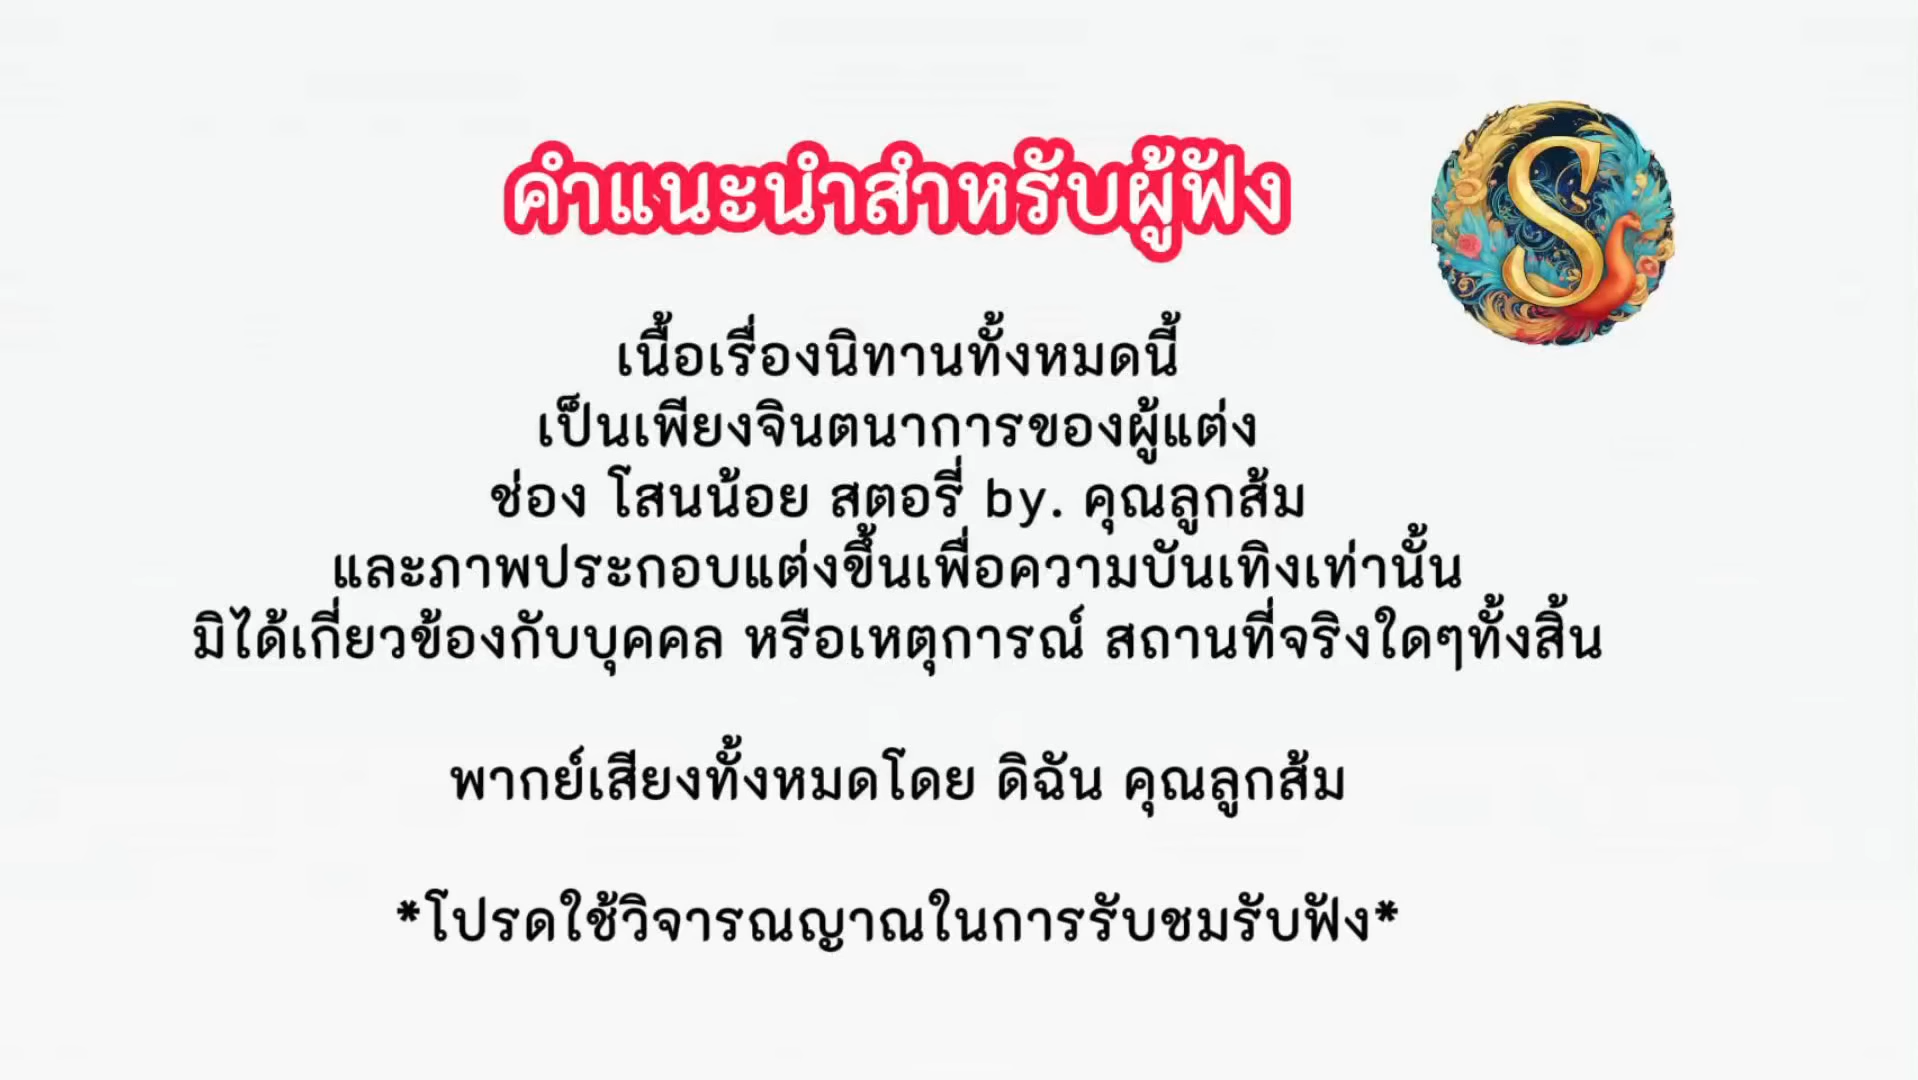 คำแนะนำสำหรับผู้ฟัง
S
เนื้อเรื่องนิทานทั้งหมดนี้
เป็นเพียงจินตนาการของผู้แต่ง
ช่อง โสนน้อย สตอรี่ by. คุณลูกส้ม
และภาพประกอบแต่งขึ้นเพื่อความบันเทิงเท่านั้น
มิได้เกี่ยวข้องกับบุคคล หรือเหตุการณ์ สถานที่จริงใดๆทั้งสิ้น
พากย์เสียงทั้งหมดโดย ดิฉัน คุณลูกส้ม
*โปรดใช้วิจารณญาณในการรับชมรับฟัง*